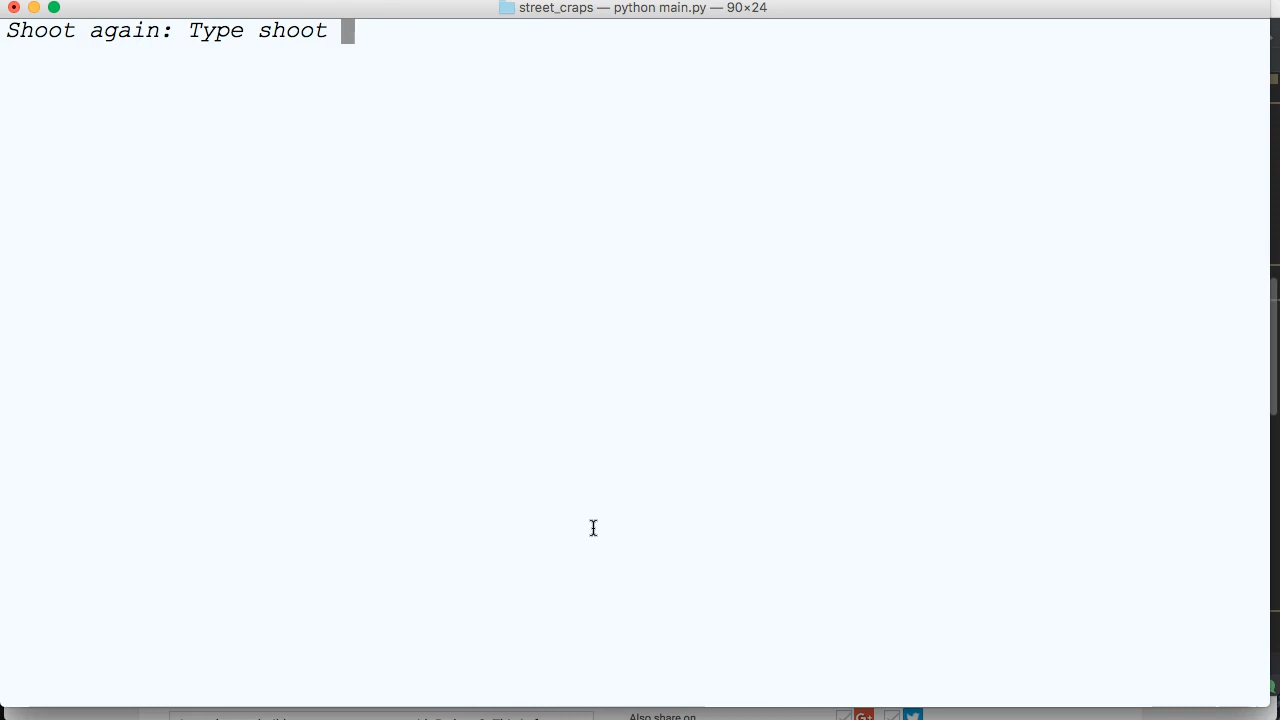 street_craps — python main.py — 90×24
Shoot again: Type shoot
Also share on